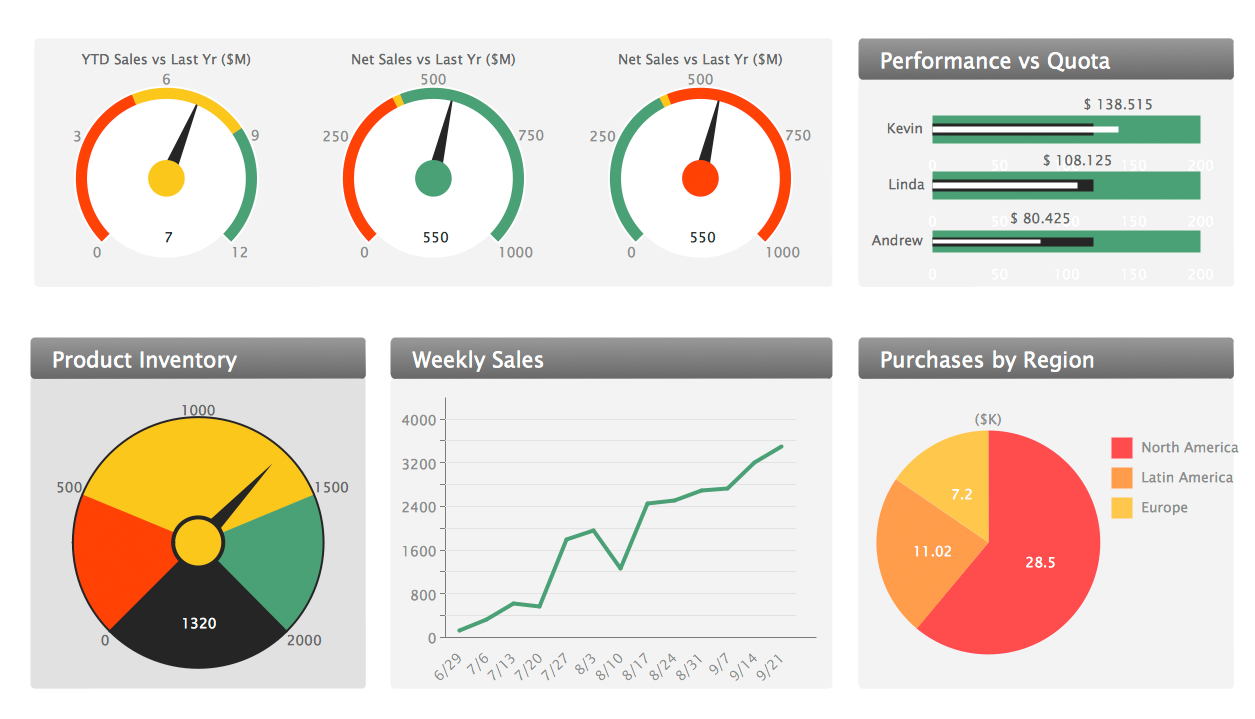 YTD Sales vs Last Yr ($M)
6
3
9
7
0
12
Net Sales vs Last Yr ($M)
500
250
750
550
0
1000
Net Sales vs Last Yr ($M)
500
250
750
550
0
1000
Performance vs Quota
$ 138.515
Kevin
0 50 100 150 200
$ 108.125
Linda
0 50 100 150 200
$ 80.425
Andrew
0 50 100 150 200
Product Inventory
1000
500
1500
1320
0
2000
Weekly Sales
4000
3200
2400
1600
800
0
6/29 7/6 7/13 7/20 7/27 8/3 8/10 8/17 8/24 8/31 9/7 9/14 9/21
Purchases by Region
($K)
7.2
11.02
28.5
North America
Latin America
Europe